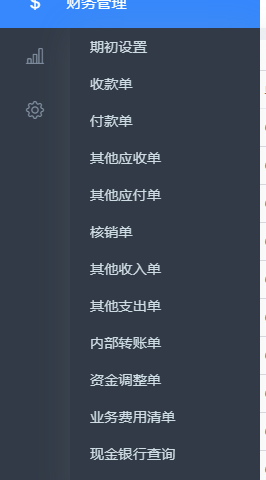 $ 财务管理
期初设置
收款单
付款单
其他应收单
其他应付单
核销单
其他收入单
其他支出单
内部转账单
资金调整单
业务费用清单
现金银行查询